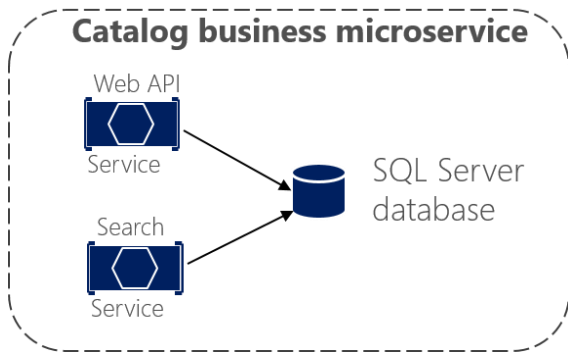 Catalog business microservice
Web API
Service
SQL Server
database
Search
Service